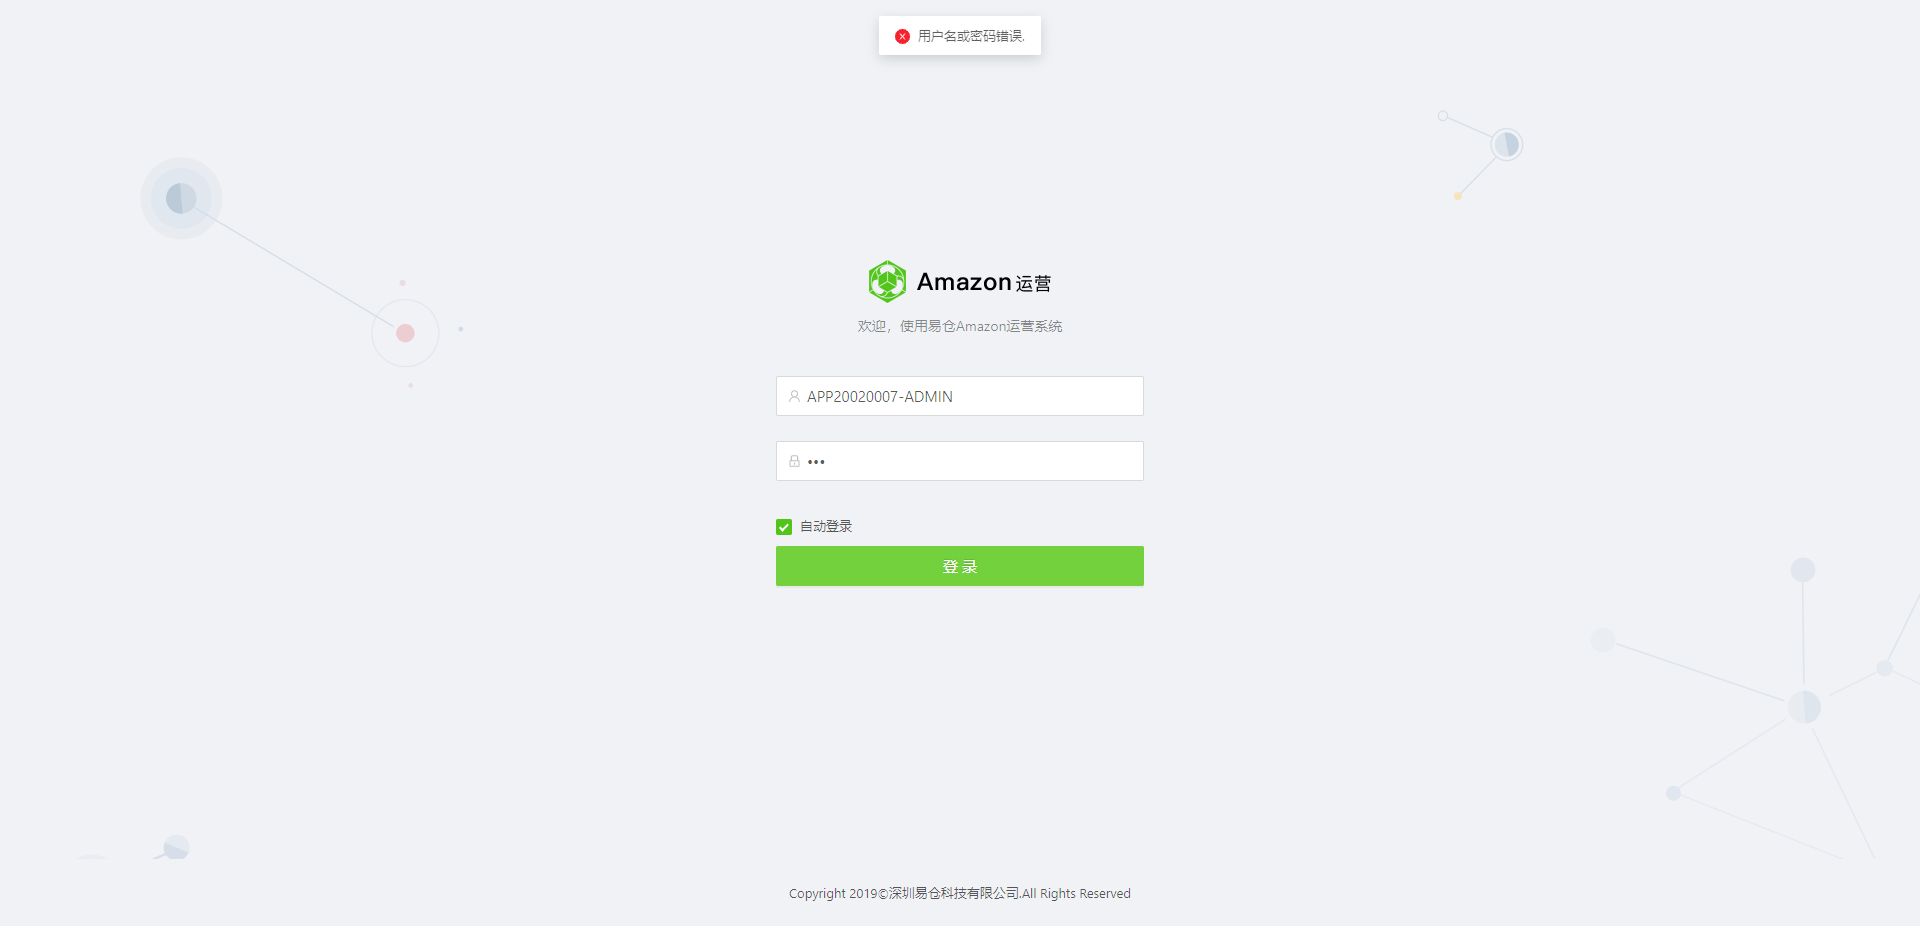 用户名或密码错误.
Amazon 运营
欢迎，使用易仓Amazon运营系统
APP20020007-ADMIN
•••
自动登录
登 录
Copyright 2019©深圳易仓科技有限公司.All Rights Reserved